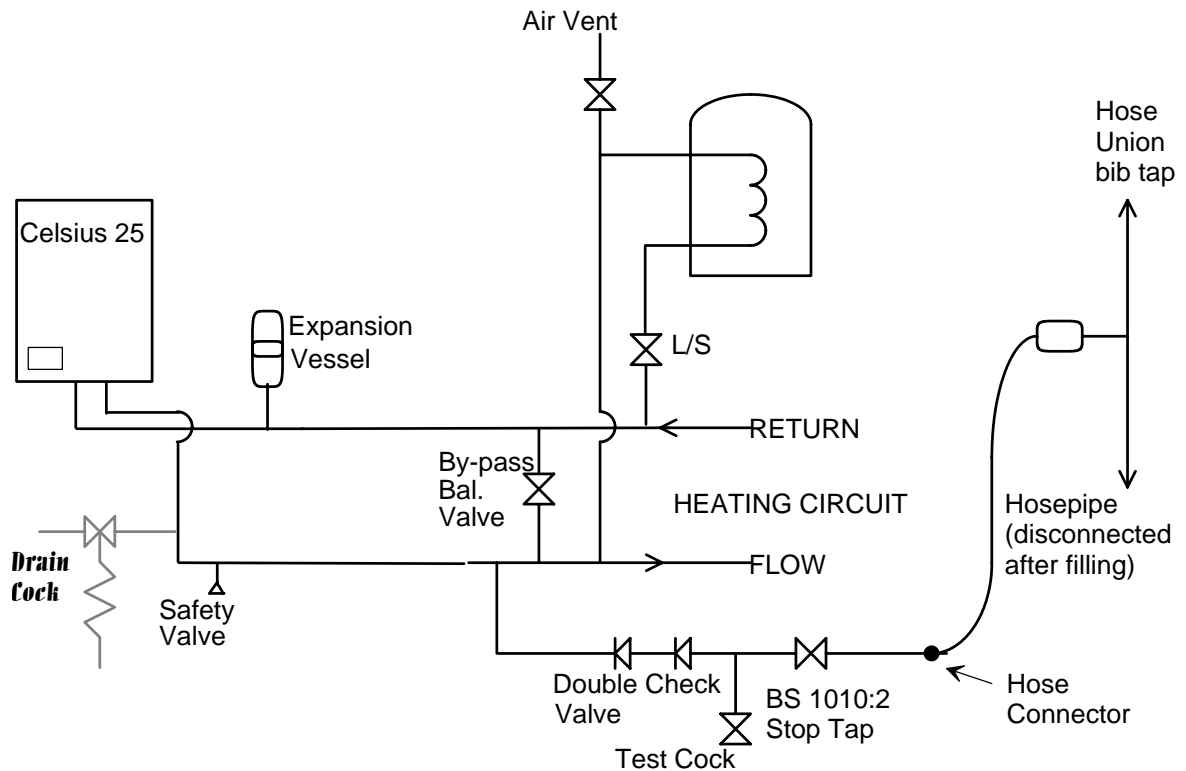 Air Vent
Hose
Union
bib tap
Celsius 25
Expansion
Vessel
L/S
RETURN
By-pass
Bal.
Valve
HEATING CIRCUIT
Hosepipe
(disconnected
after filling)
Drain
Cock
FLOW
Safety
Valve
Double Check
Valve
BS 1010:2
Stop Tap
Hose
Connector
Test Cock